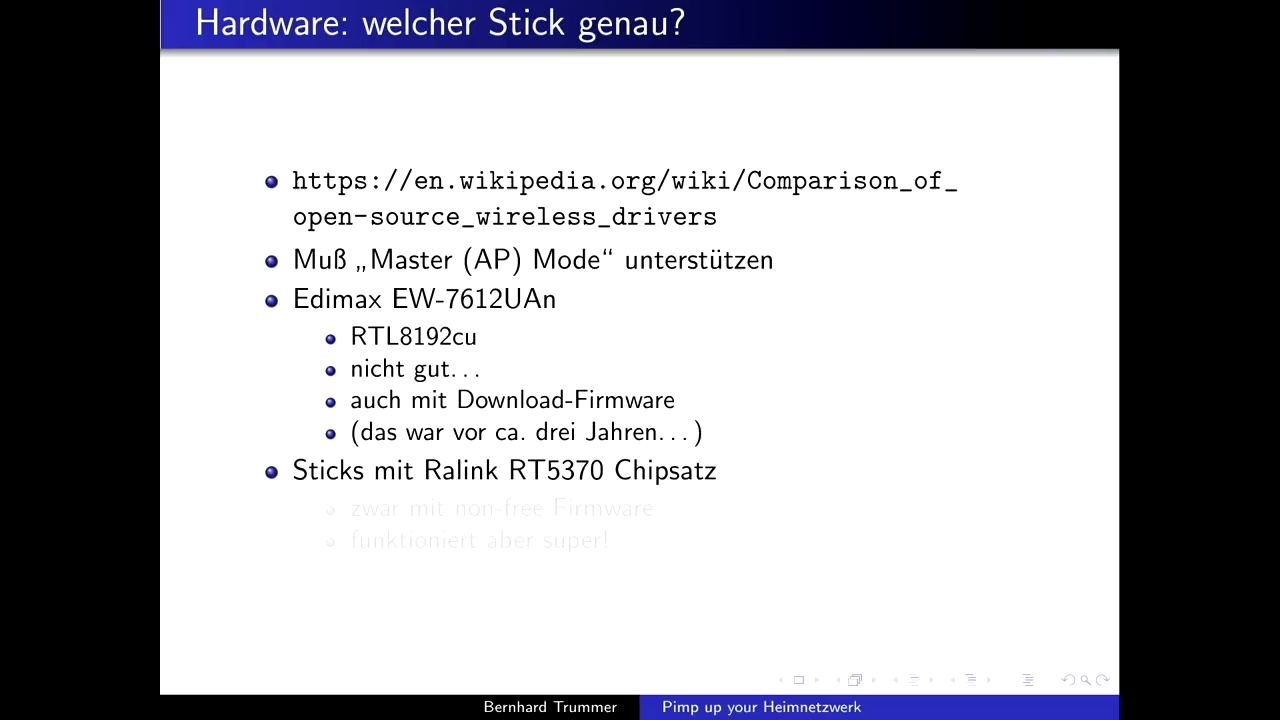 Hardware: welcher Stick genau?
https://en.wikipedia.org/wiki/Comparison_of_
open-source_wireless_drivers
Muß „Master (AP) Mode“ unterstützen
Edimax EW-7612UAn
RTL8192cu
nicht gut...
auch mit Download-Firmware
(das war vor ca. drei Jahren...)
Sticks mit Ralink RT5370 Chipsatz
zwar mit non-free Firmware
funktioniert aber super!
Bernhard Trummer
Pimp up your Heimnetzwerk